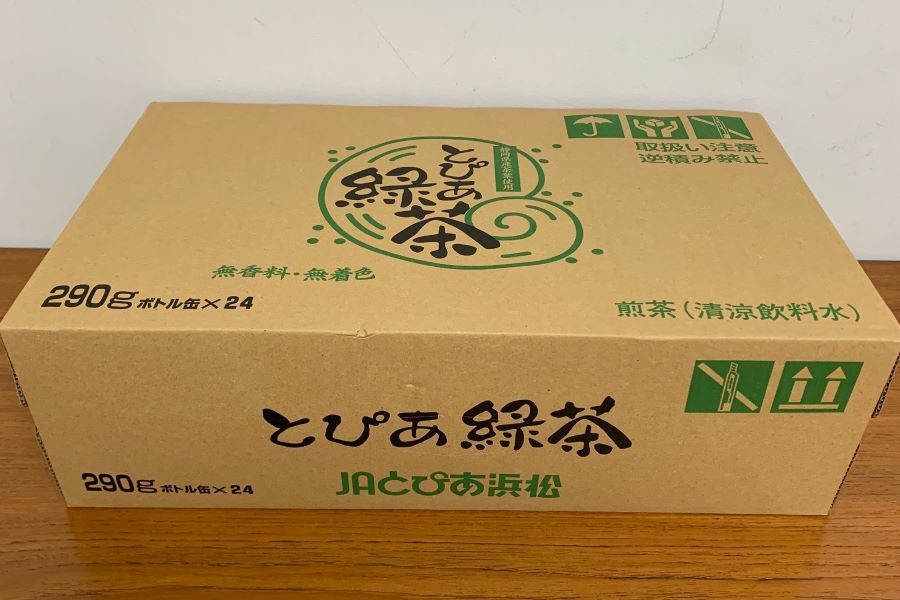 取扱い注意
逆積み禁止
静岡県産茶葉使用
とぴあ
緑茶
無香料・無着色
290g ボトル缶×24
煎茶(清涼飲料水)
とぴあ緑茶
290g ボトル缶×24
JAとぴあ浜松